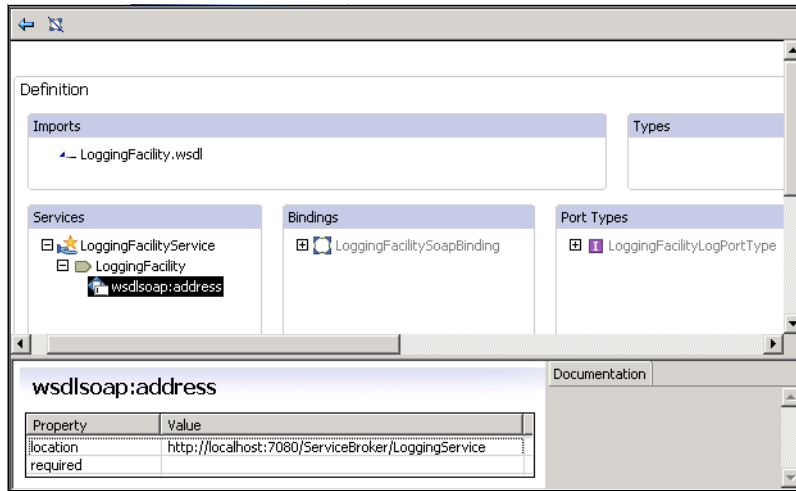 Definition
Imports
LoggingFacility.wsdl
Types
Services
LoggingFacilityService
LoggingFacility
wsdlsoap:address
Bindings
LoggingFacilitySoapBinding
Port Types
LoggingFacilityLogPortType
wsdlsoap:address
Property Value
location http://localhost:7080/ServiceBroker/LoggingService
required
Documentation